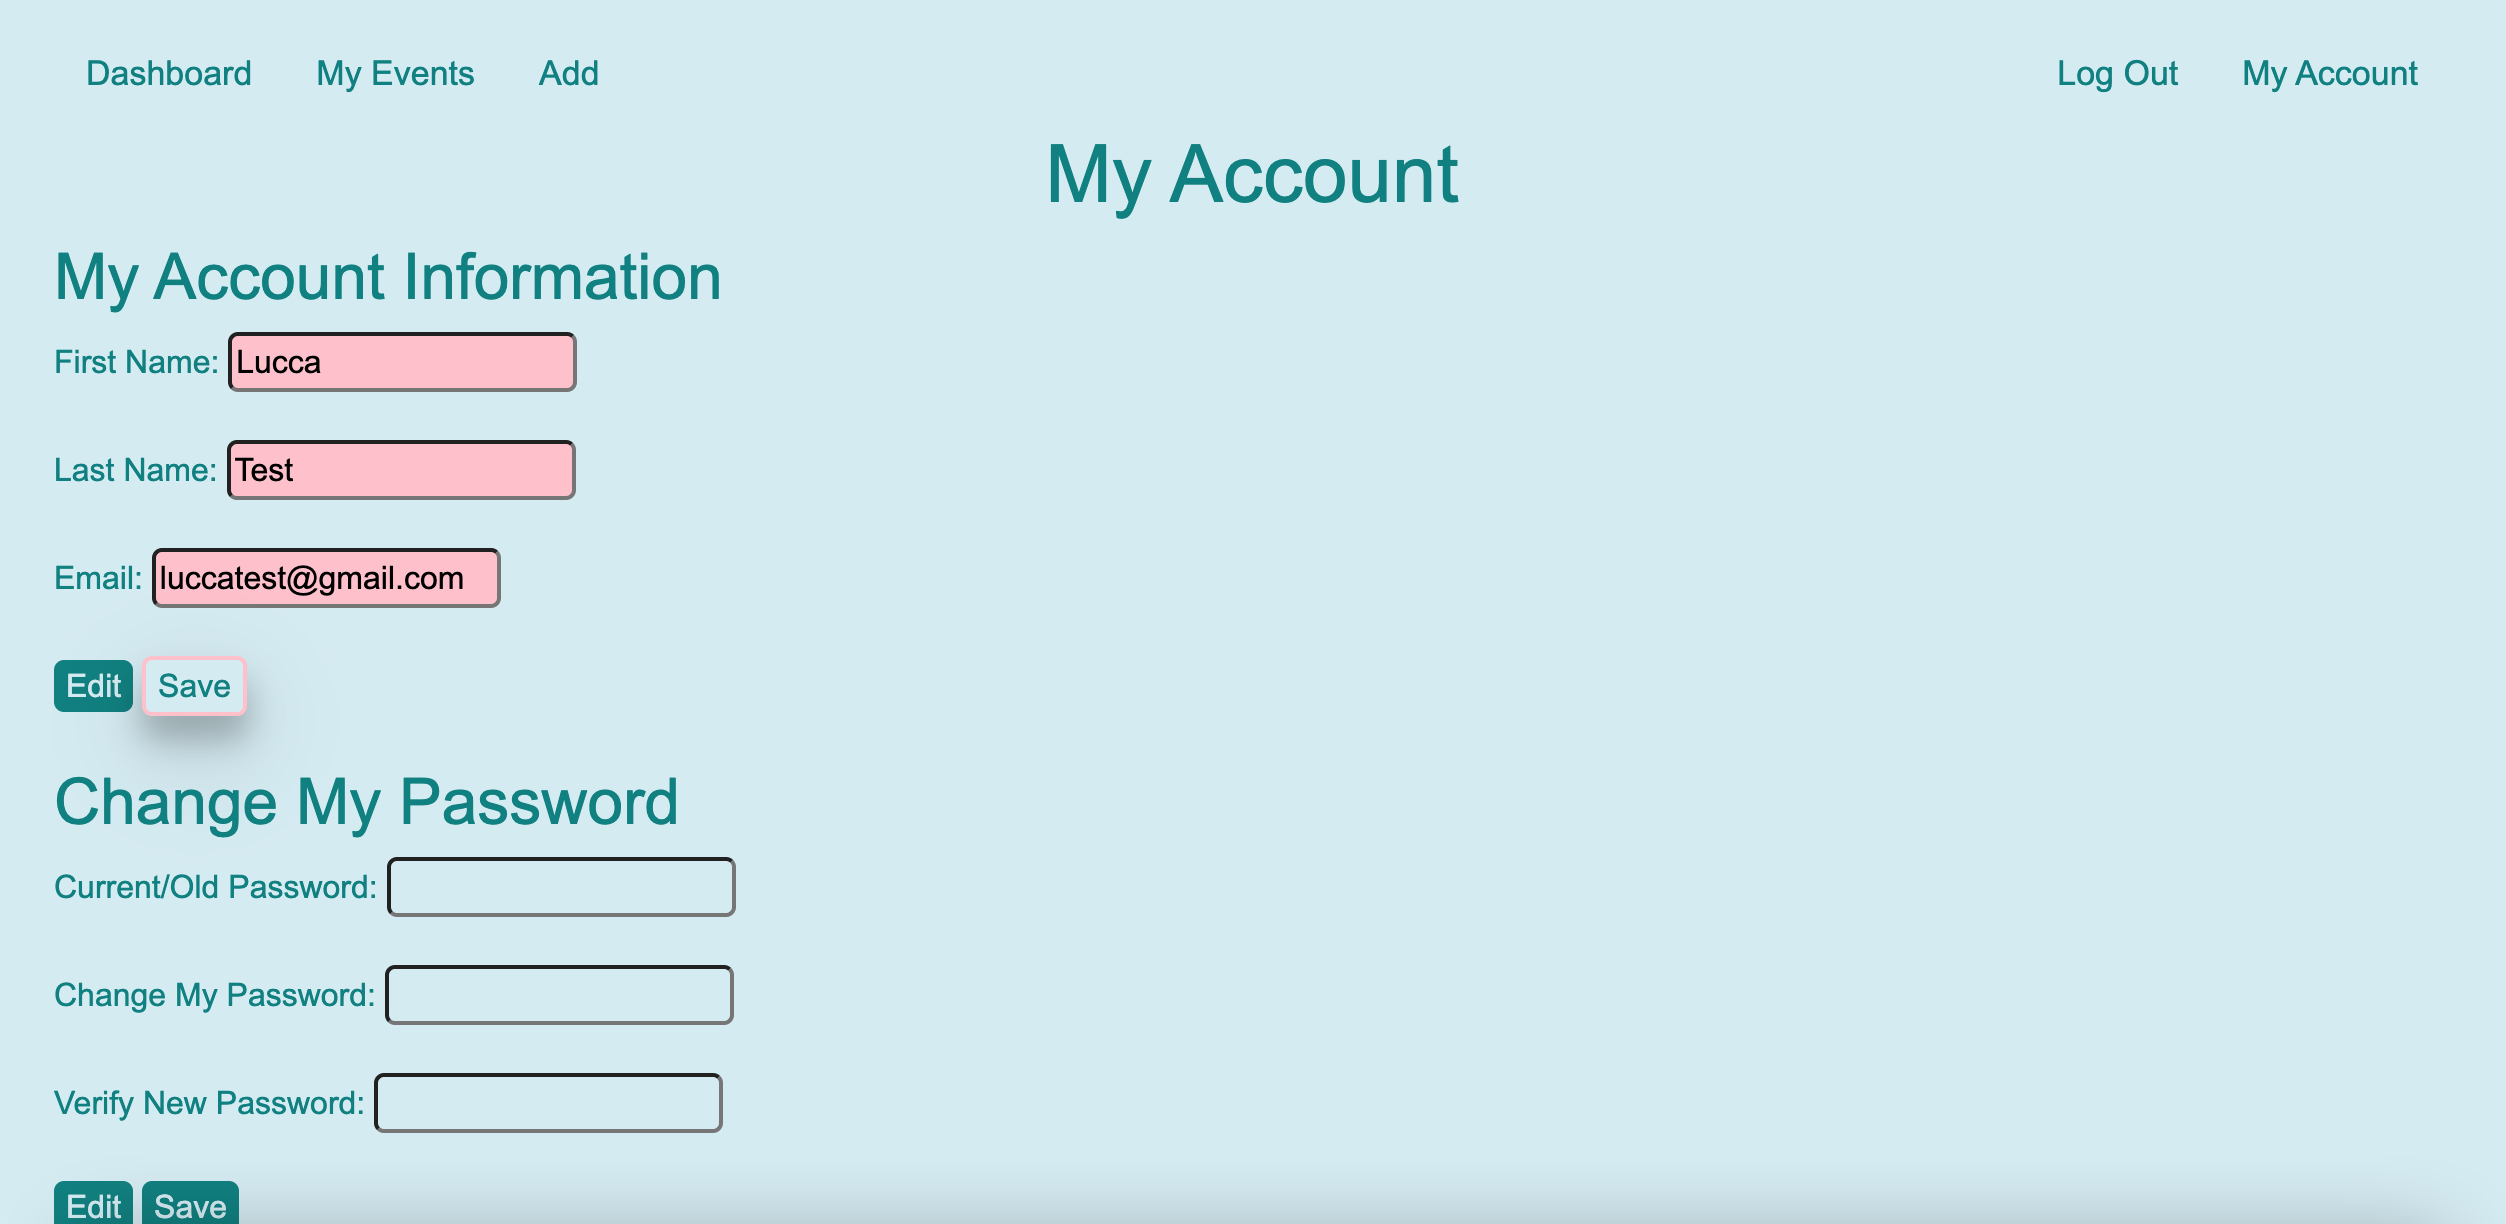 Dashboard My Events Add Log Out My Account
My Account
My Account Information
First Name: Lucca
Last Name: Test
Email: luccatest@gmail.com
Edit Save
Change My Password
Current/Old Password:
Change My Password:
Verify New Password:
Edit Save